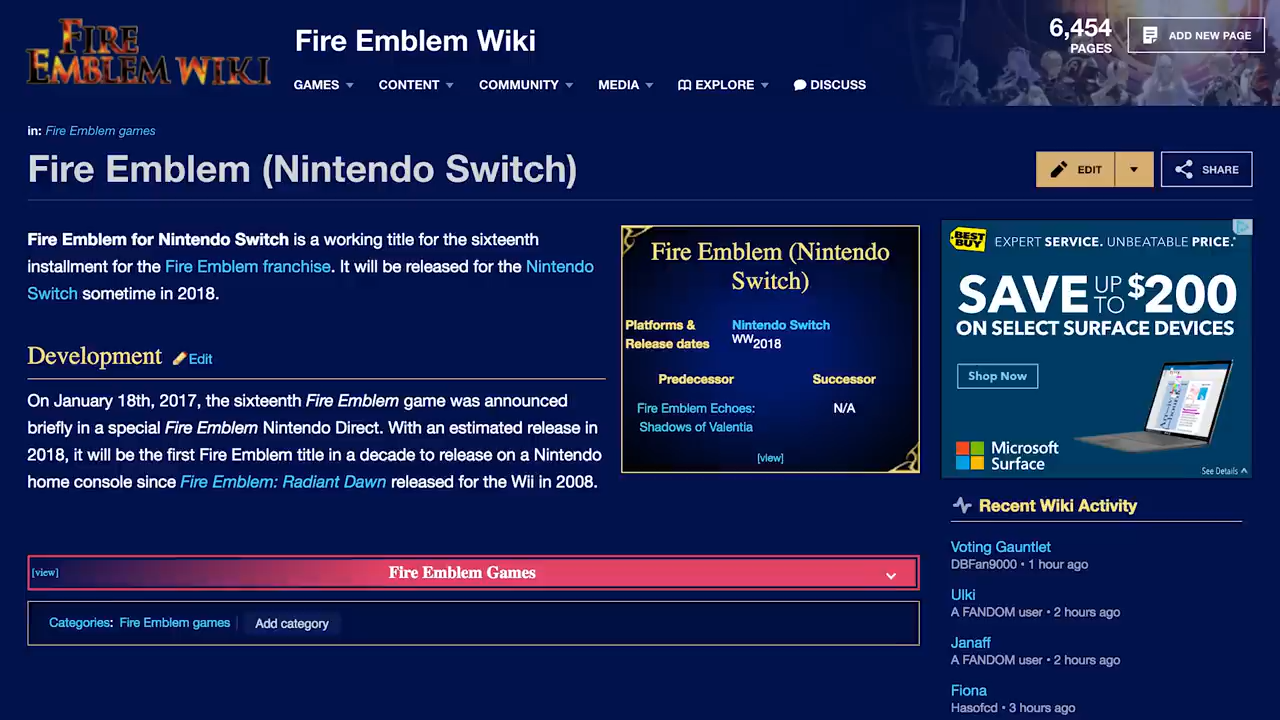 FIRE
EMBLEM WIKI
Fire Emblem Wiki
6,454
PAGES
ADD NEW PAGE
GAMES
CONTENT
COMMUNITY
MEDIA
EXPLORE
DISCUSS
in: Fire Emblem games
Fire Emblem (Nintendo Switch)
EDIT
SHARE
Fire Emblem for Nintendo Switch is a working title for the sixteenth
installment for the Fire Emblem franchise. It will be released for the Nintendo
Switch sometime in 2018.
Development
Edit
On January 18th, 2017, the sixteenth Fire Emblem game was announced
briefly in a special Fire Emblem Nintendo Direct. With an estimated release in
2018, it will be the first Fire Emblem title in a decade to release on a Nintendo
home console since Fire Emblem: Radiant Dawn released for the Wii in 2008.
Fire Emblem (Nintendo
Switch)
Platforms &
Release dates
Nintendo Switch
WW2018
Predecessor
Successor
Fire Emblem Echoes:
Shadows of Valentia
N/A
[view]
[view]
Fire Emblem Games
Categories: Fire Emblem games
Add category
BEST BUY
EXPERT SERVICE. UNBEATABLE PRICE.
SAVE UP TO $200
ON SELECT SURFACE DEVICES
Shop Now
Microsoft
Surface
See Details
Recent Wiki Activity
Voting Gauntlet
DBFan9000 • 1 hour ago
Ulki
A FANDOM user • 2 hours ago
Janaff
A FANDOM user • 2 hours ago
Fiona
Hasofcd • 3 hours ago